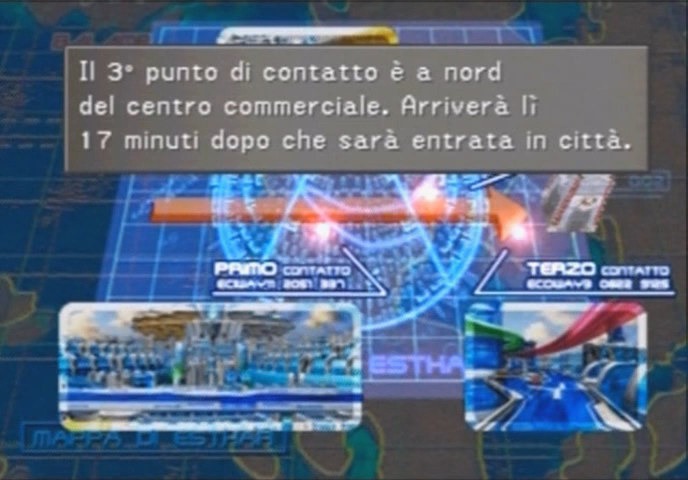 Il 3° punto di contatto è a nord
del centro commerciale. Arriverà lì
17 minuti dopo che sarà entrata in città.
PRIMO CONTATTO
TERZO CONTATTO
ESTHA
MAPPA DI ESTHAR